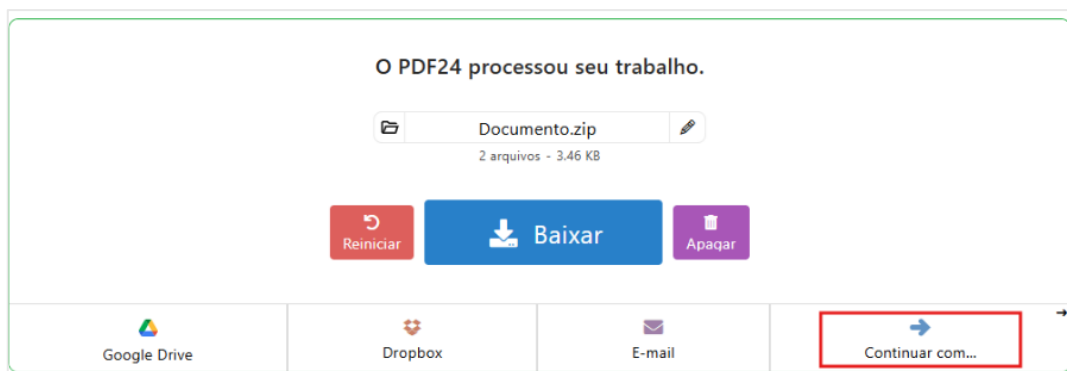 O PDF24 processou seu trabalho.
Documento.zip
2 arquivos - 3.46 KB
Reiniciar
Baixar
Apagar
Google Drive
Dropbox
E-mail
Continuar com...